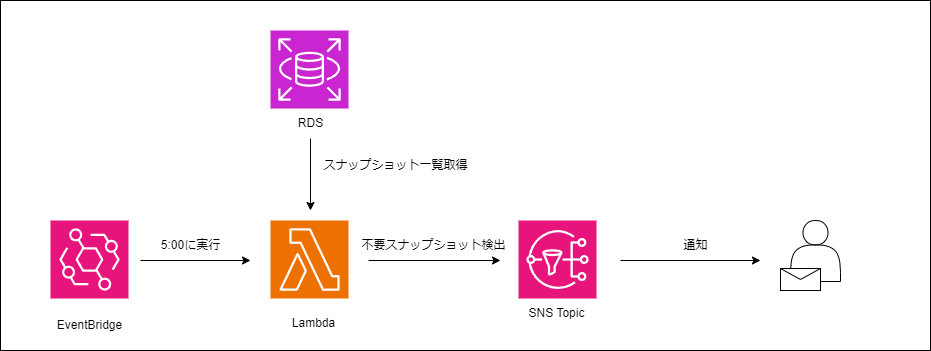 RDS
スナップショット一覧取得
5:00に実行
不要スナップショット検出
通知
EventBridge
Lambda
SNS Topic